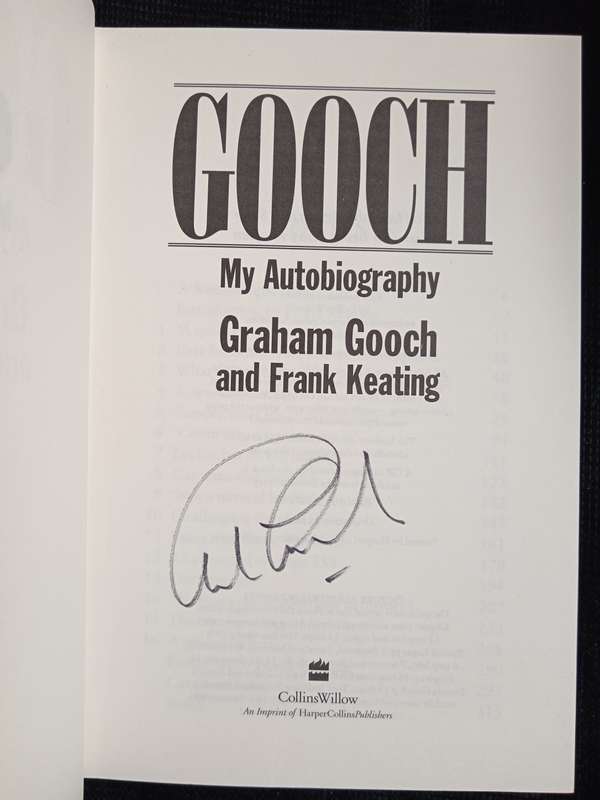 GOOCH
My Autobiography
Graham Gooch
and Frank Keating
CollinsWillow
An Imprint of HarperCollinsPublishers